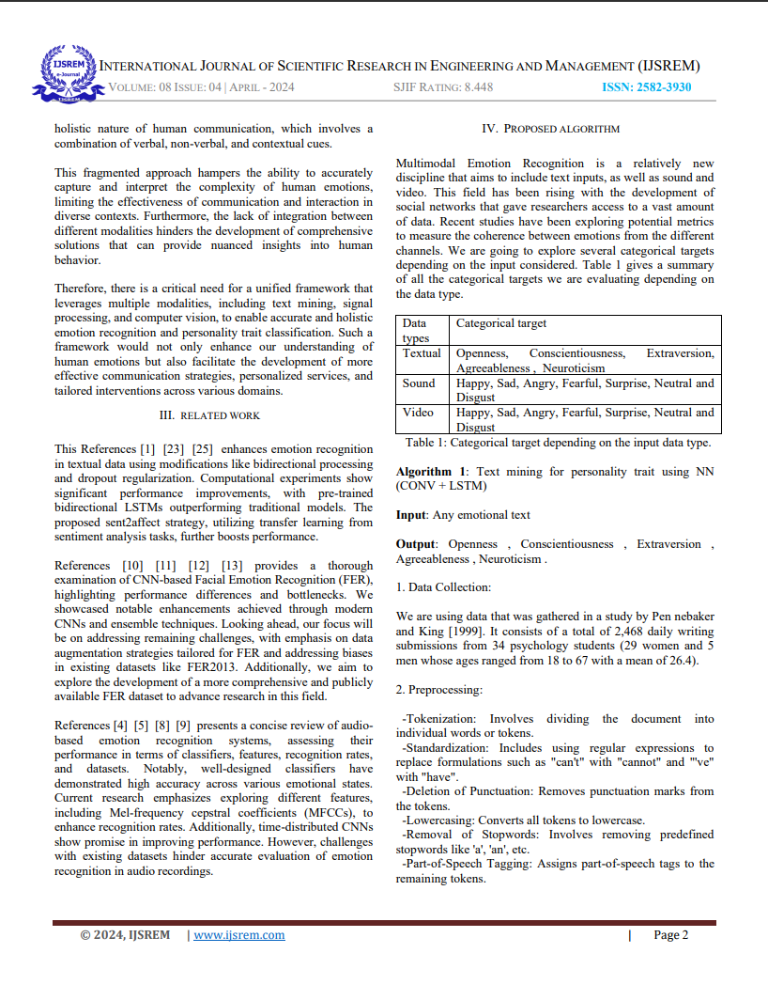 IJSREM
e-Journal
IJSREM
INTERNATIONAL JOURNAL OF SCIENTIFIC RESEARCH IN ENGINEERING AND MANAGEMENT (IJSREM)
VOLUME: 08 ISSUE: 04 | APRIL - 2024 SJIF RATING: 8.448 ISSN: 2582-3930
holistic nature of human communication, which involves a
combination of verbal, non-verbal, and contextual cues.
This fragmented approach hampers the ability to accurately
capture and interpret the complexity of human emotions,
limiting the effectiveness of communication and interaction in
diverse contexts. Furthermore, the lack of integration between
different modalities hinders the development of comprehensive
solutions that can provide nuanced insights into human
behavior.
Therefore, there is a critical need for a unified framework that
leverages multiple modalities, including text mining, signal
processing, and computer vision, to enable accurate and holistic
emotion recognition and personality trait classification. Such a
framework would not only enhance our understanding of
human emotions but also facilitate the development of more
effective communication strategies, personalized services, and
tailored interventions across various domains.
III. RELATED WORK
This References [1] [23] [25] enhances emotion recognition
in textual data using modifications like bidirectional processing
and dropout regularization. Computational experiments show
significant performance improvements, with pre-trained
bidirectional LSTMs outperforming traditional models. The
proposed sent2affect strategy, utilizing transfer learning from
sentiment analysis tasks, further boosts performance.
References [10] [11] [12] [13] provides a thorough
examination of CNN-based Facial Emotion Recognition (FER),
highlighting performance differences and bottlenecks. We
showcased notable enhancements achieved through modern
CNNs and ensemble techniques. Looking ahead, our focus will
be on addressing remaining challenges, with emphasis on data
augmentation strategies tailored for FER and addressing biases
in existing datasets like FER2013. Additionally, we aim to
explore the development of a more comprehensive and publicly
available FER dataset to advance research in this field.
References [4] [5] [8] [9] presents a concise review of audio-
based emotion recognition systems, assessing their
performance in terms of classifiers, features, recognition rates,
and datasets. Notably, well-designed classifiers have
demonstrated high accuracy across various emotional states.
Current research emphasizes exploring different features,
including Mel-frequency cepstral coefficients (MFCCs), to
enhance recognition rates. Additionally, time-distributed CNNs
show promise in improving performance. However, challenges
with existing datasets hinder accurate evaluation of emotion
recognition in audio recordings.
IV. PROPOSED ALGORITHM
Multimodal Emotion Recognition is a relatively new
discipline that aims to include text inputs, as well as sound and
video. This field has been rising with the development of
social networks that gave researchers access to a vast amount
of data. Recent studies have been exploring potential metrics
to measure the coherence between emotions from the different
channels. We are going to explore several categorical targets
depending on the input considered. Table 1 gives a summary
of all the categorical targets we are evaluating depending on
the data type.
Data Categorical target
types
Textual Openness, Conscientiousness, Extraversion,
Agreeableness , Neuroticism
Sound Happy, Sad, Angry, Fearful, Surprise, Neutral and
Disgust
Video Happy, Sad, Angry, Fearful, Surprise, Neutral and
Disgust
Table 1: Categorical target depending on the input data type.
Algorithm 1: Text mining for personality trait using NN
(CONV + LSTM)
Input: Any emotional text
Output: Openness , Conscientiousness , Extraversion ,
Agreeableness , Neuroticism .
1. Data Collection:
We are using data that was gathered in a study by Pen nebaker
and King [1999]. It consists of a total of 2,468 daily writing
submissions from 34 psychology students (29 women and 5
men whose ages ranged from 18 to 67 with a mean of 26.4).
2. Preprocessing:
-Tokenization: Involves dividing the document into
individual words or tokens.
-Standardization: Includes using regular expressions to
replace formulations such as "can't" with "cannot" and "'ve"
with "have".
-Deletion of Punctuation: Removes punctuation marks from
the tokens.
-Lowercasing: Converts all tokens to lowercase.
-Removal of Stopwords: Involves removing predefined
stopwords like 'a', 'an', etc.
-Part-of-Speech Tagging: Assigns part-of-speech tags to the
remaining tokens.
© 2024, IJSREM | www.ijsrem.com | Page 2